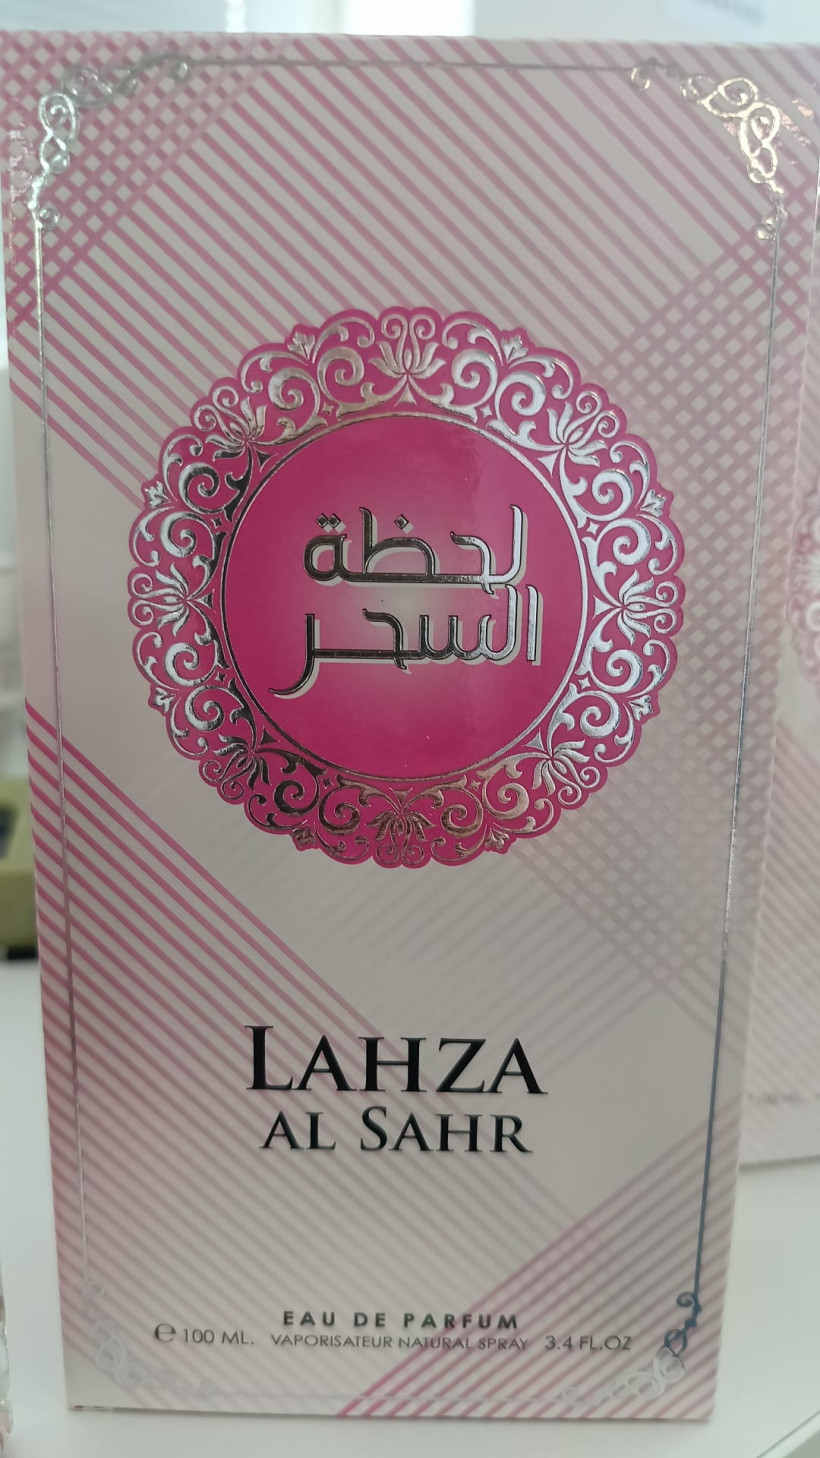 لحظة
السحر
LAHZA
AL SAHR
EAU DE PARFUM
℮ 100 ML. VAPORISATEUR NATURAL SPRAY 3.4 FL.OZ